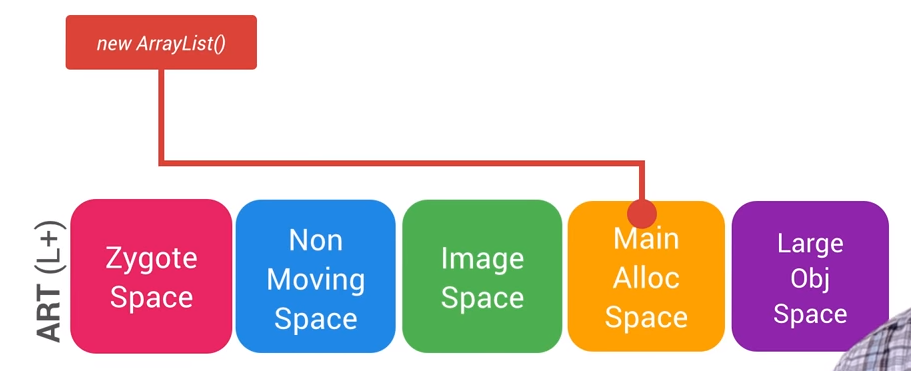 new ArrayList()
ART (L+)
Zygote
Space
Non
Moving
Space
Image
Space
Main
Alloc
Space
Large
Obj
Space